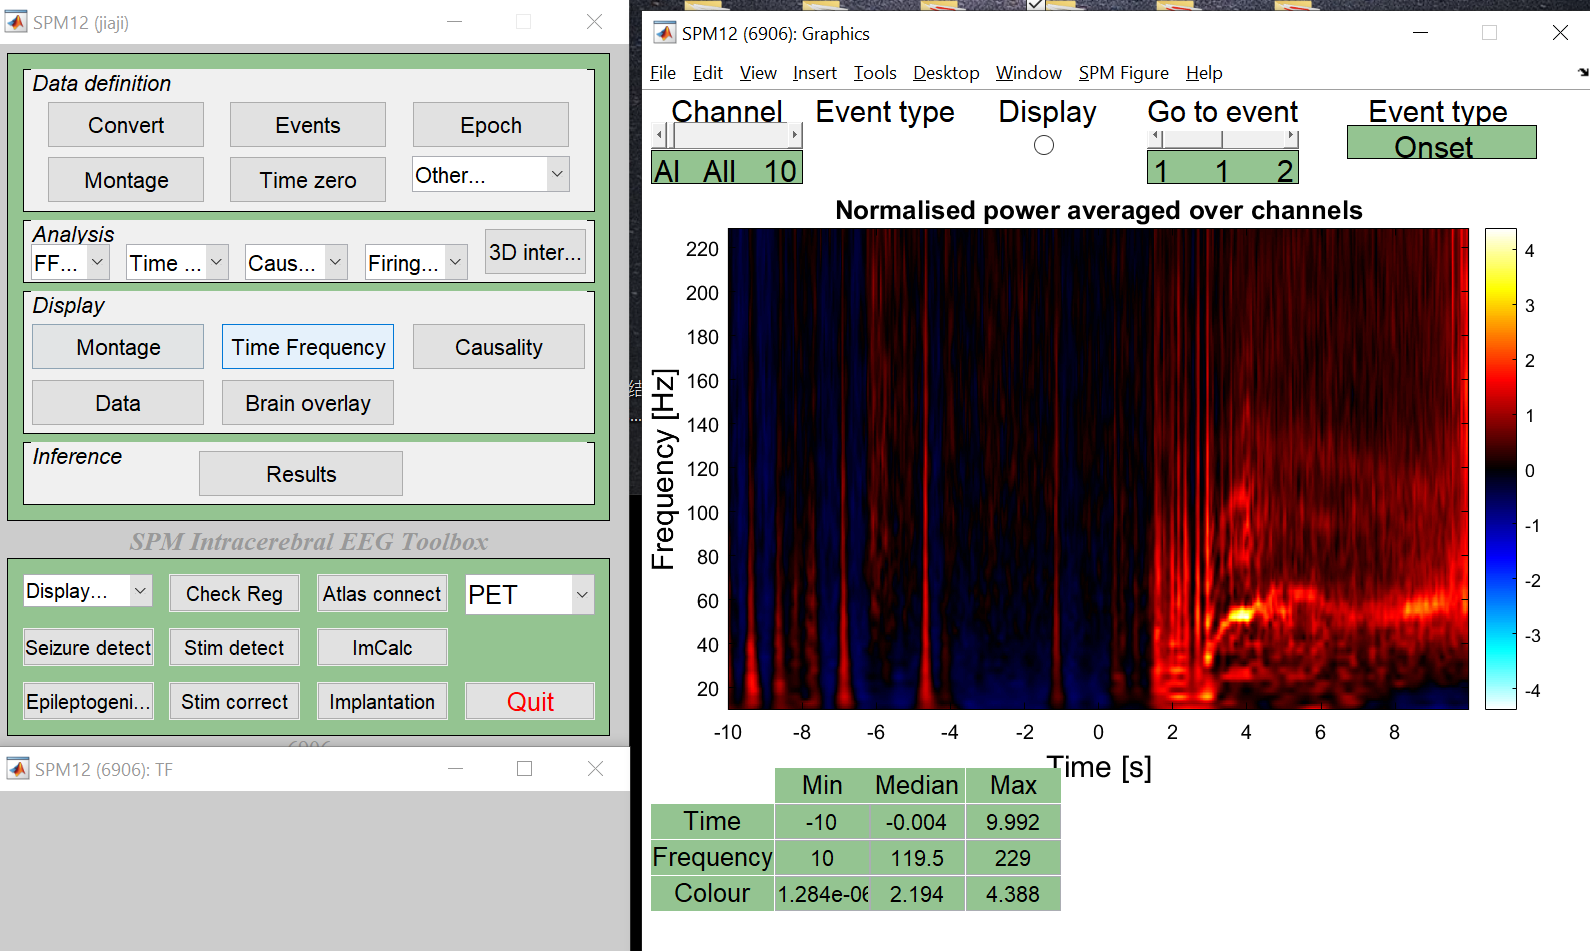 SPM12 (jiaji)
Data definition
Convert
Events
Epoch
Montage
Time zero
Other...
Analysis
FF...
Time ...
Caus...
Firing...
3D inter...
Display
Montage
Time Frequency
Causality
Data
Brain overlay
Inference
Results
SPM Intracerebral EEG Toolbox
Display...
Check Reg
Atlas connect
PET
Seizure detect
Stim detect
ImCalc
Epileptogeni...
Stim correct
Implantation
Quit
SPM12 (6906): TF
SPM12 (6906): Graphics
File Edit View Insert Tools Desktop Window SPM Figure Help
Channel Event type Display Go to event Event type
Al All 10
1 1 2
Onset
Normalised power averaged over channels
Frequency [Hz]
220
200
180
160
140
120
100
80
60
40
20
-10 -8 -6 -4 -2 0 2 4 6 8
Time [s]
4
3
2
1
0
-1
-2
-3
-4
Min Median Max
Time -10 -0.004 9.992
Frequency 10 119.5 229
Colour 1.284e-06 2.194 4.388